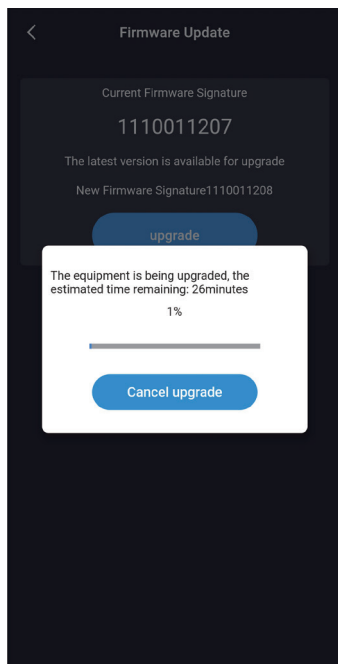 Firmware Update
Current Firmware Signature
1110011207
The latest version is available for upgrade
New Firmware Signature1110011208
upgrade
The equipment is being upgraded, the
estimated time remaining: 26minutes
1%
Cancel upgrade